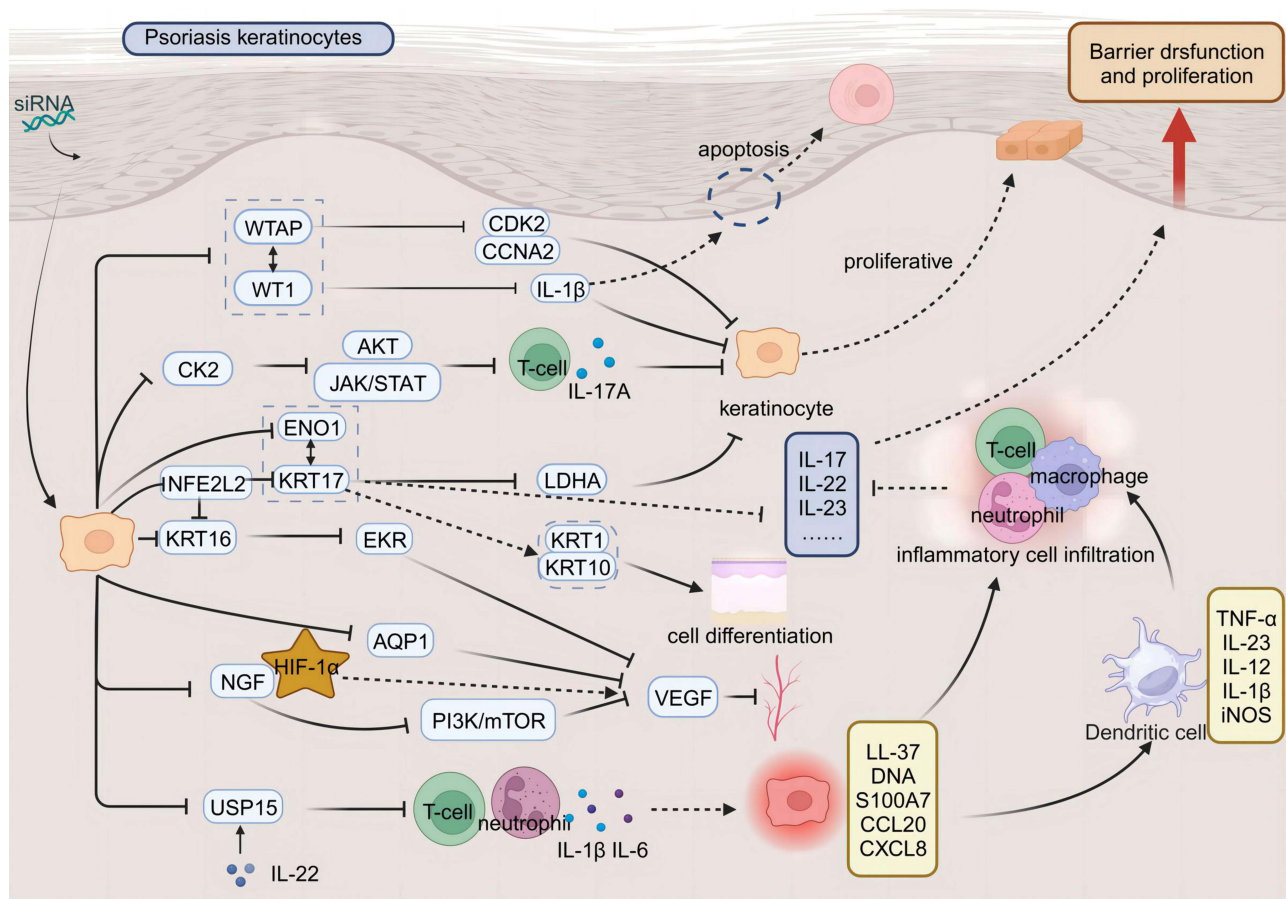 Psoriasis keratinocytes
Barrier drsfunction
and proliferation
siRNA
apoptosis
WTAP
CDK2
CCNA2
WT1
IL-1β
proliferative
AKT
CK2
JAK/STAT
T-cell
IL-17A
keratinocyte
ENO1
NFE2L2
KRT17
LDHA
IL-17
IL-22
IL-23
......
T-cell
macrophage
neutrophil
inflammatory cell infiltration
KRT16
EKR
KRT1
KRT10
cell differentiation
AQP1
HIF-1α
NGF
PI3K/mTOR
VEGF
TNF-α
IL-23
IL-12
IL-1β
iNOS
Dendritic cell
LL-37
DNA
S100A7
CCL20
CXCL8
USP15
T-cell
neutrophil
IL-1β IL-6
IL-22